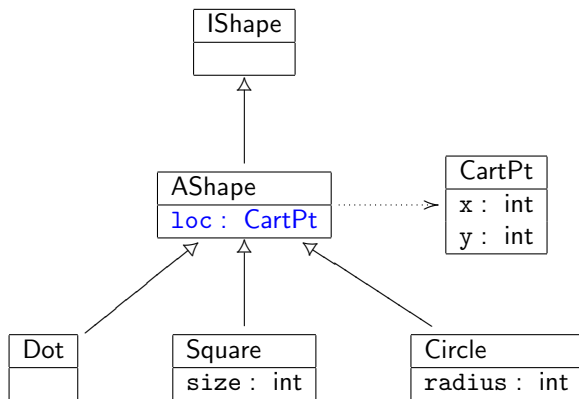 IShape
AShape
loc : CartPt
CartPt
x : int
y : int
Dot
Square
size : int
Circle
radius : int